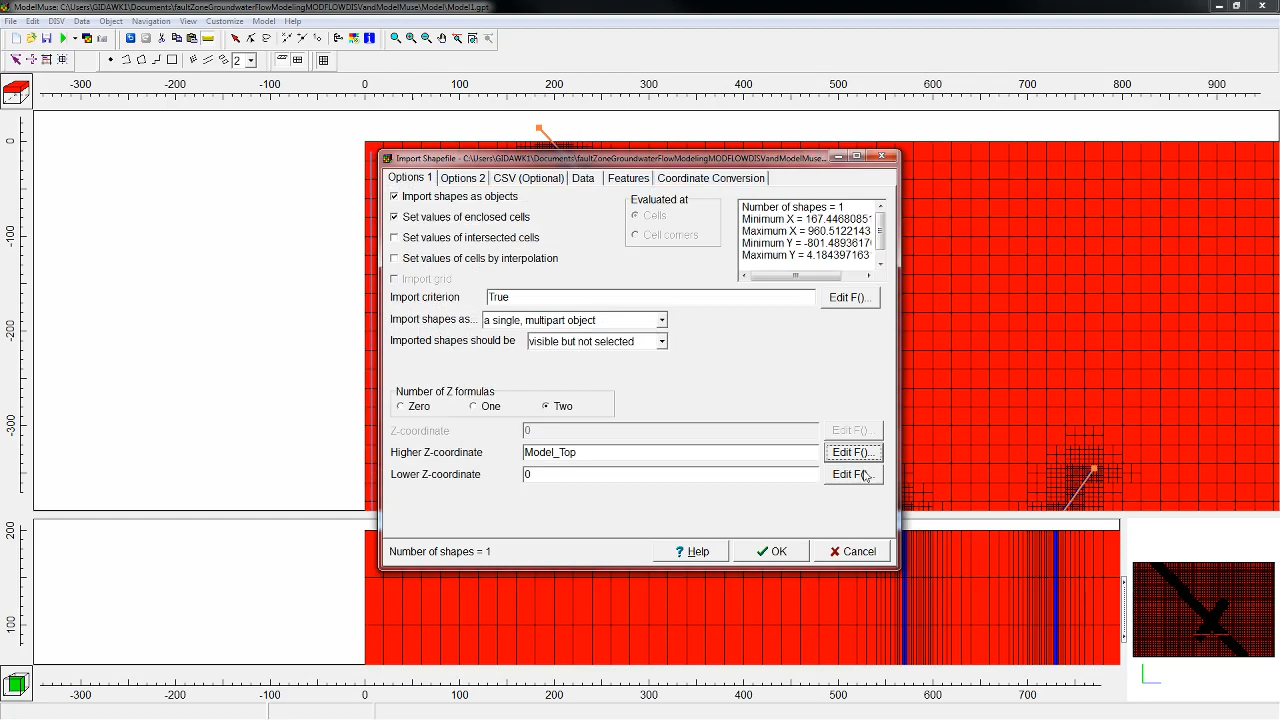 ModelMuse: C:\Users\GIDAWK1\Documents\faultZoneGroundwaterFlowModelingMODFLOWDISVandModelMuse\Model\Model1.gpt
File Edit DISV Data Object Navigation View Customize Model Help
2
-300 -200 -100 0 100 200 300 400 500 600 700 800 900
0
-100
-200
-300
Import Shapefile - C:\Users\GIDAWK1\Documents\faultZoneGroundwaterFlowModelingMODFLOWDISVandModelMuse...
Options 1 Options 2 CSV (Optional) Data Features Coordinate Conversion
Import shapes as objects
Set values of enclosed cells
Set values of intersected cells
Set values of cells by interpolation
Import grid
Evaluated at
Cells
Cell corners
Number of shapes = 1
Minimum X = 167.4468085
Maximum X = 960.5122143
Minimum Y = -801.4893617
Maximum Y = 4.184397163
Import criterion True Edit F()...
Import shapes as... a single, multipart object
Imported shapes should be visible but not selected
Number of Z formulas
Zero One Two
Z-coordinate 0 Edit F()...
Higher Z-coordinate Model_Top Edit F()...
Lower Z-coordinate 0 Edit F()...
Number of shapes = 1 Help OK Cancel
200
100
0
-300 -200 -100 0 100 200 300 400 500 600 700